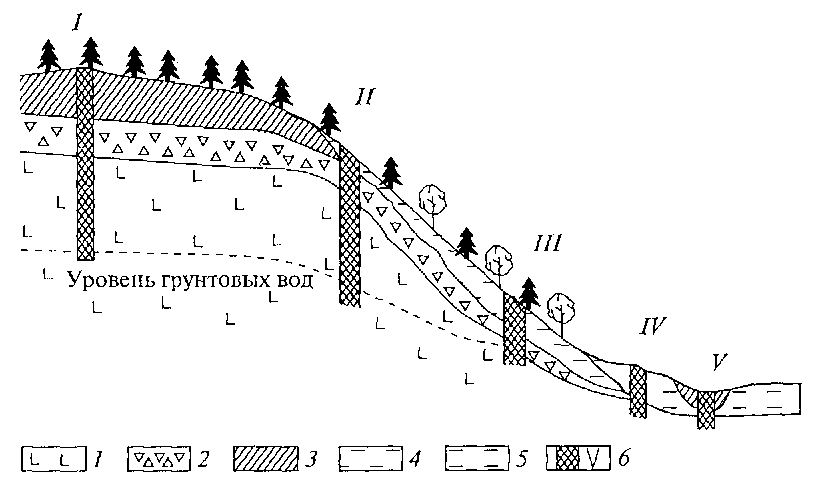 I
II
III
IV
V
Уровень грунтовых вод
1 2 3 4 5 V 6